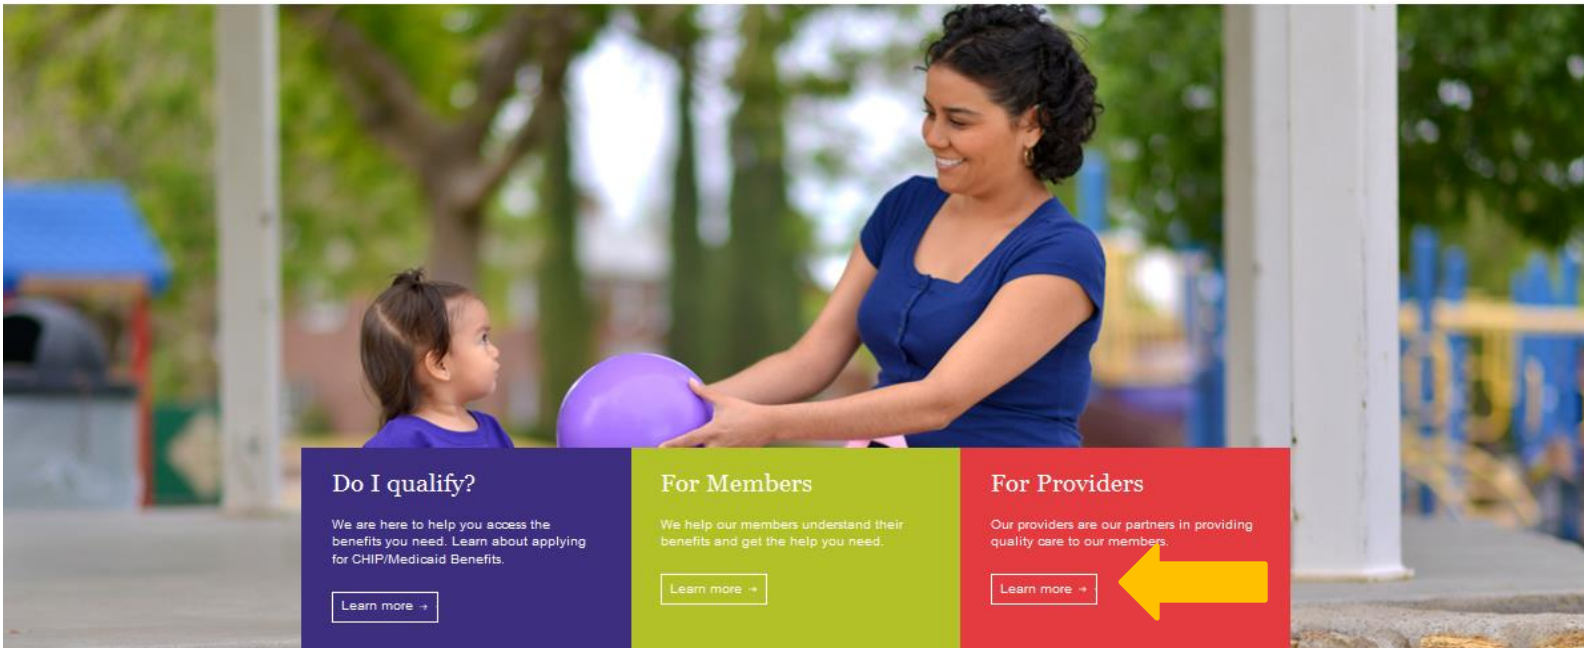 Do I qualify?
We are here to help you access the
benefits you need. Learn about applying
for CHIP/Medicaid Benefits.
Learn more →
For Members
We help our members understand their
benefits and get the help you need.
Learn more →
For Providers
Our providers are our partners in providing
quality care to our members.
Learn more →